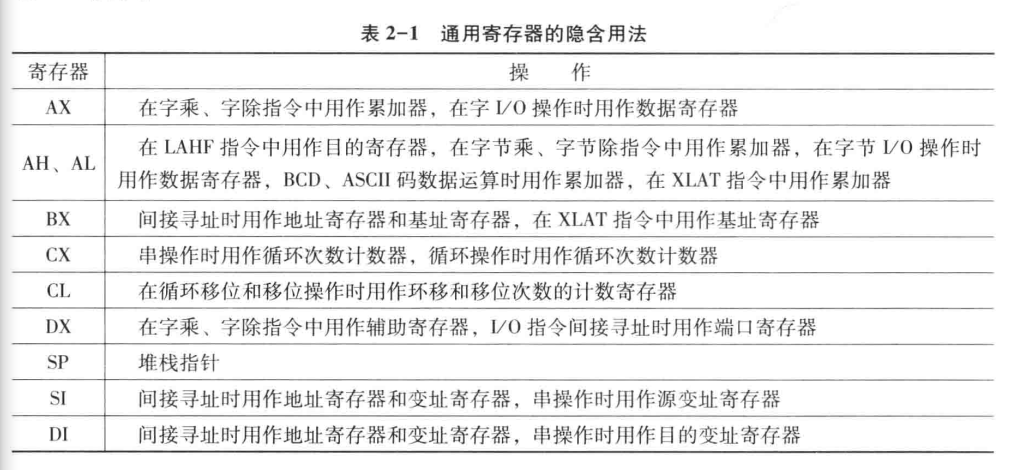 表 2-1 通用寄存器的隐含用法
寄存器 操 作
AX 在字乘、字除指令中用作累加器，在字 I/O 操作时用作数据寄存器
AH、AL 在 LAHF 指令中用作目的寄存器，在字节乘、字节除指令中用作累加器，在字节 I/O 操作时
用作数据寄存器，BCD、ASCII 码数据运算时用作累加器，在 XLAT 指令中用作累加器
BX 间接寻址时用作地址寄存器和基址寄存器，在 XLAT 指令中用作基址寄存器
CX 串操作时用作循环次数计数器，循环操作时用作循环次数计数器
CL 在循环移位和移位操作时用作环移和移位次数的计数寄存器
DX 在字乘、字除指令中用作辅助寄存器，I/O 指令间接寻址时用作端口寄存器
SP 堆栈指针
SI 间接寻址时用作地址寄存器和变址寄存器，串操作时用作源变址寄存器
DI 间接寻址时用作地址寄存器和变址寄存器，串操作时用作目的变址寄存器